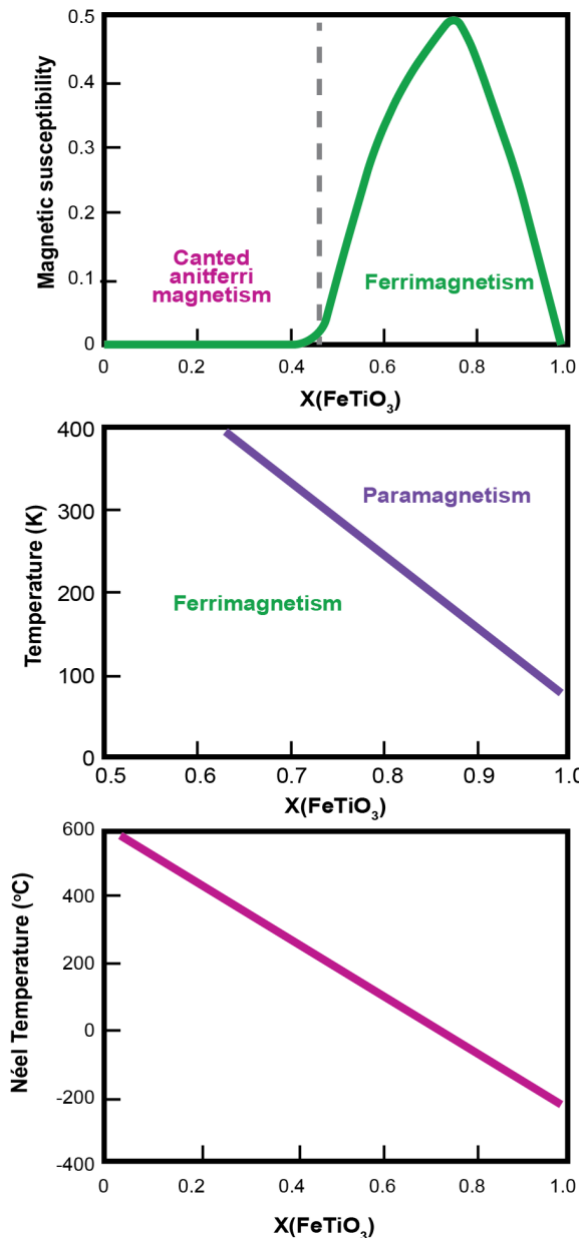 0.5
0.4
0.3
0.2
0.1
0
Magnetic susceptibility
Canted
anitferri
magnetism
Ferrimagnetism
0
0.2
0.4
0.6
0.8
1.0
X(FeTiO₃)
400
300
200
100
0
Temperature (K)
Paramagnetism
Ferrimagnetism
0.5
0.6
0.7
0.8
0.9
1.0
X(FeTiO₃)
600
400
200
0
-200
-400
Néel Temperature (°C)
0
0.2
0.4
0.6
0.8
1.0
X(FeTiO₃)